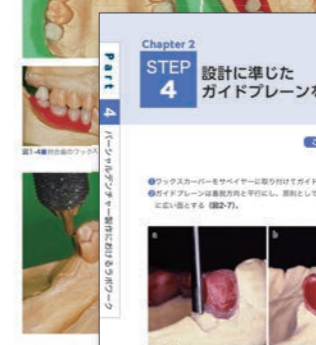 Chapter 2
STEP
4
設計に準じた
ガイドプレーンを
Part 4 パーシャルデンチャー製作におけるラボワーク
❶ワックスカーバーをサベイヤーに取り付けてガイド
❷ガイドプレーンは着脱方向と平行にし、原則として
に広い面とする（図2-7）。
a
b